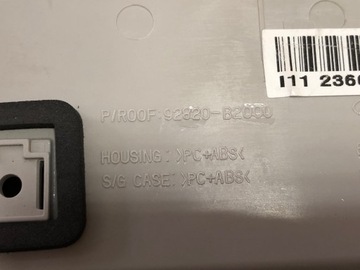 I11 236
P/ROOF:92820-B2000
HOUSING:>PC+ABS<
S/G CASE:>PC+ABS<